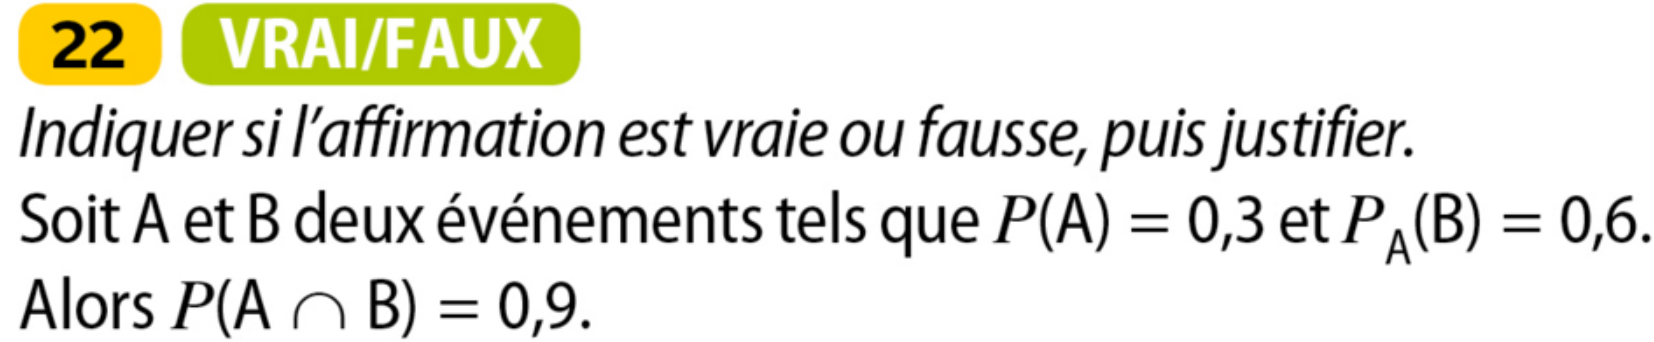 22 VRAI/FAUX
Indiquer si l'affirmation est vraie ou fausse, puis justifier.
Soit A et B deux événements tels que P(A) = 0,3 et P_A(B) = 0,6.
Alors P(A ∩ B) = 0,9.